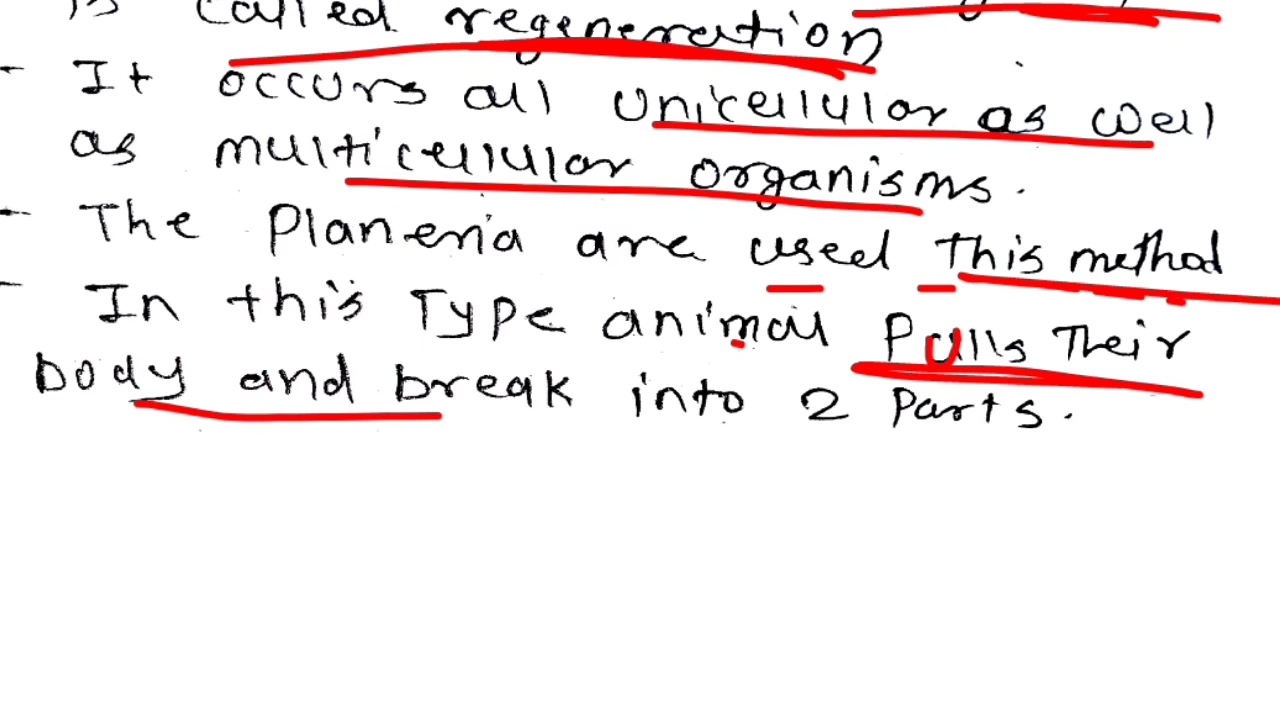 is called regeneration
- It occurs all unicellular as well
as multicellular organisms.
- The Planeria are used this method
- In this Type animal Pulls Their
body and break into 2 Parts.